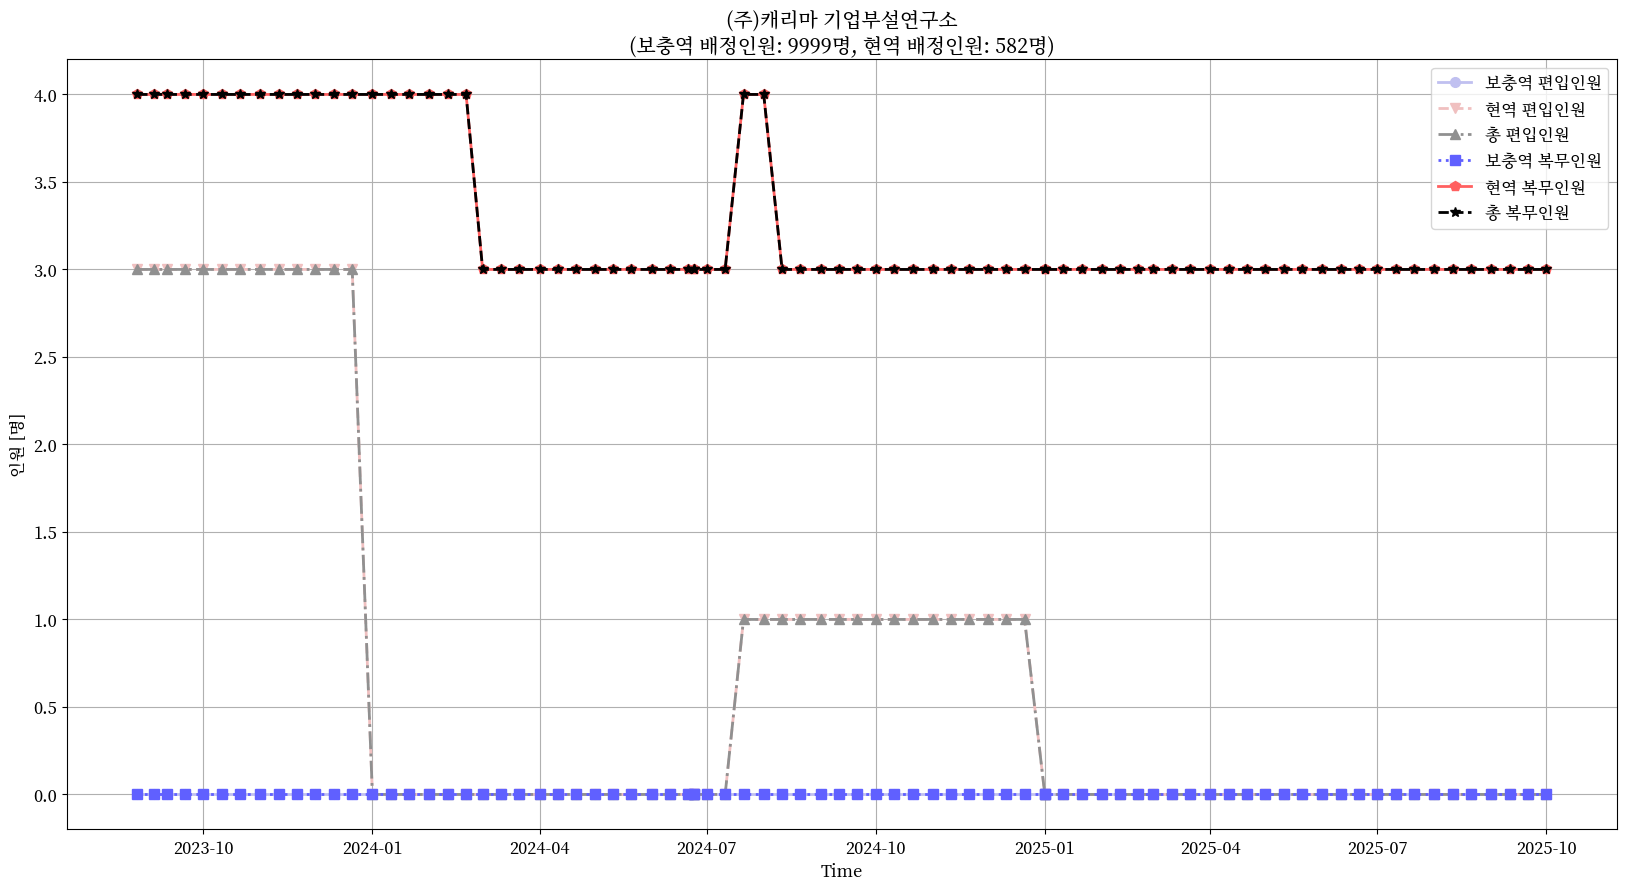 (주)캐리마 기업부설연구소
(보충역 배정인원: 9999명, 현역 배정인원: 582명)
보충역 편입인원
현역 편입인원
총 편입인원
보충역 복무인원
현역 복무인원
총 복무인원
4.0
3.5
3.0
2.5
2.0
1.5
1.0
0.5
0.0
인원 [명]
2023-10
2024-01
2024-04
2024-07
2024-10
2025-01
2025-04
2025-07
2025-10
Time